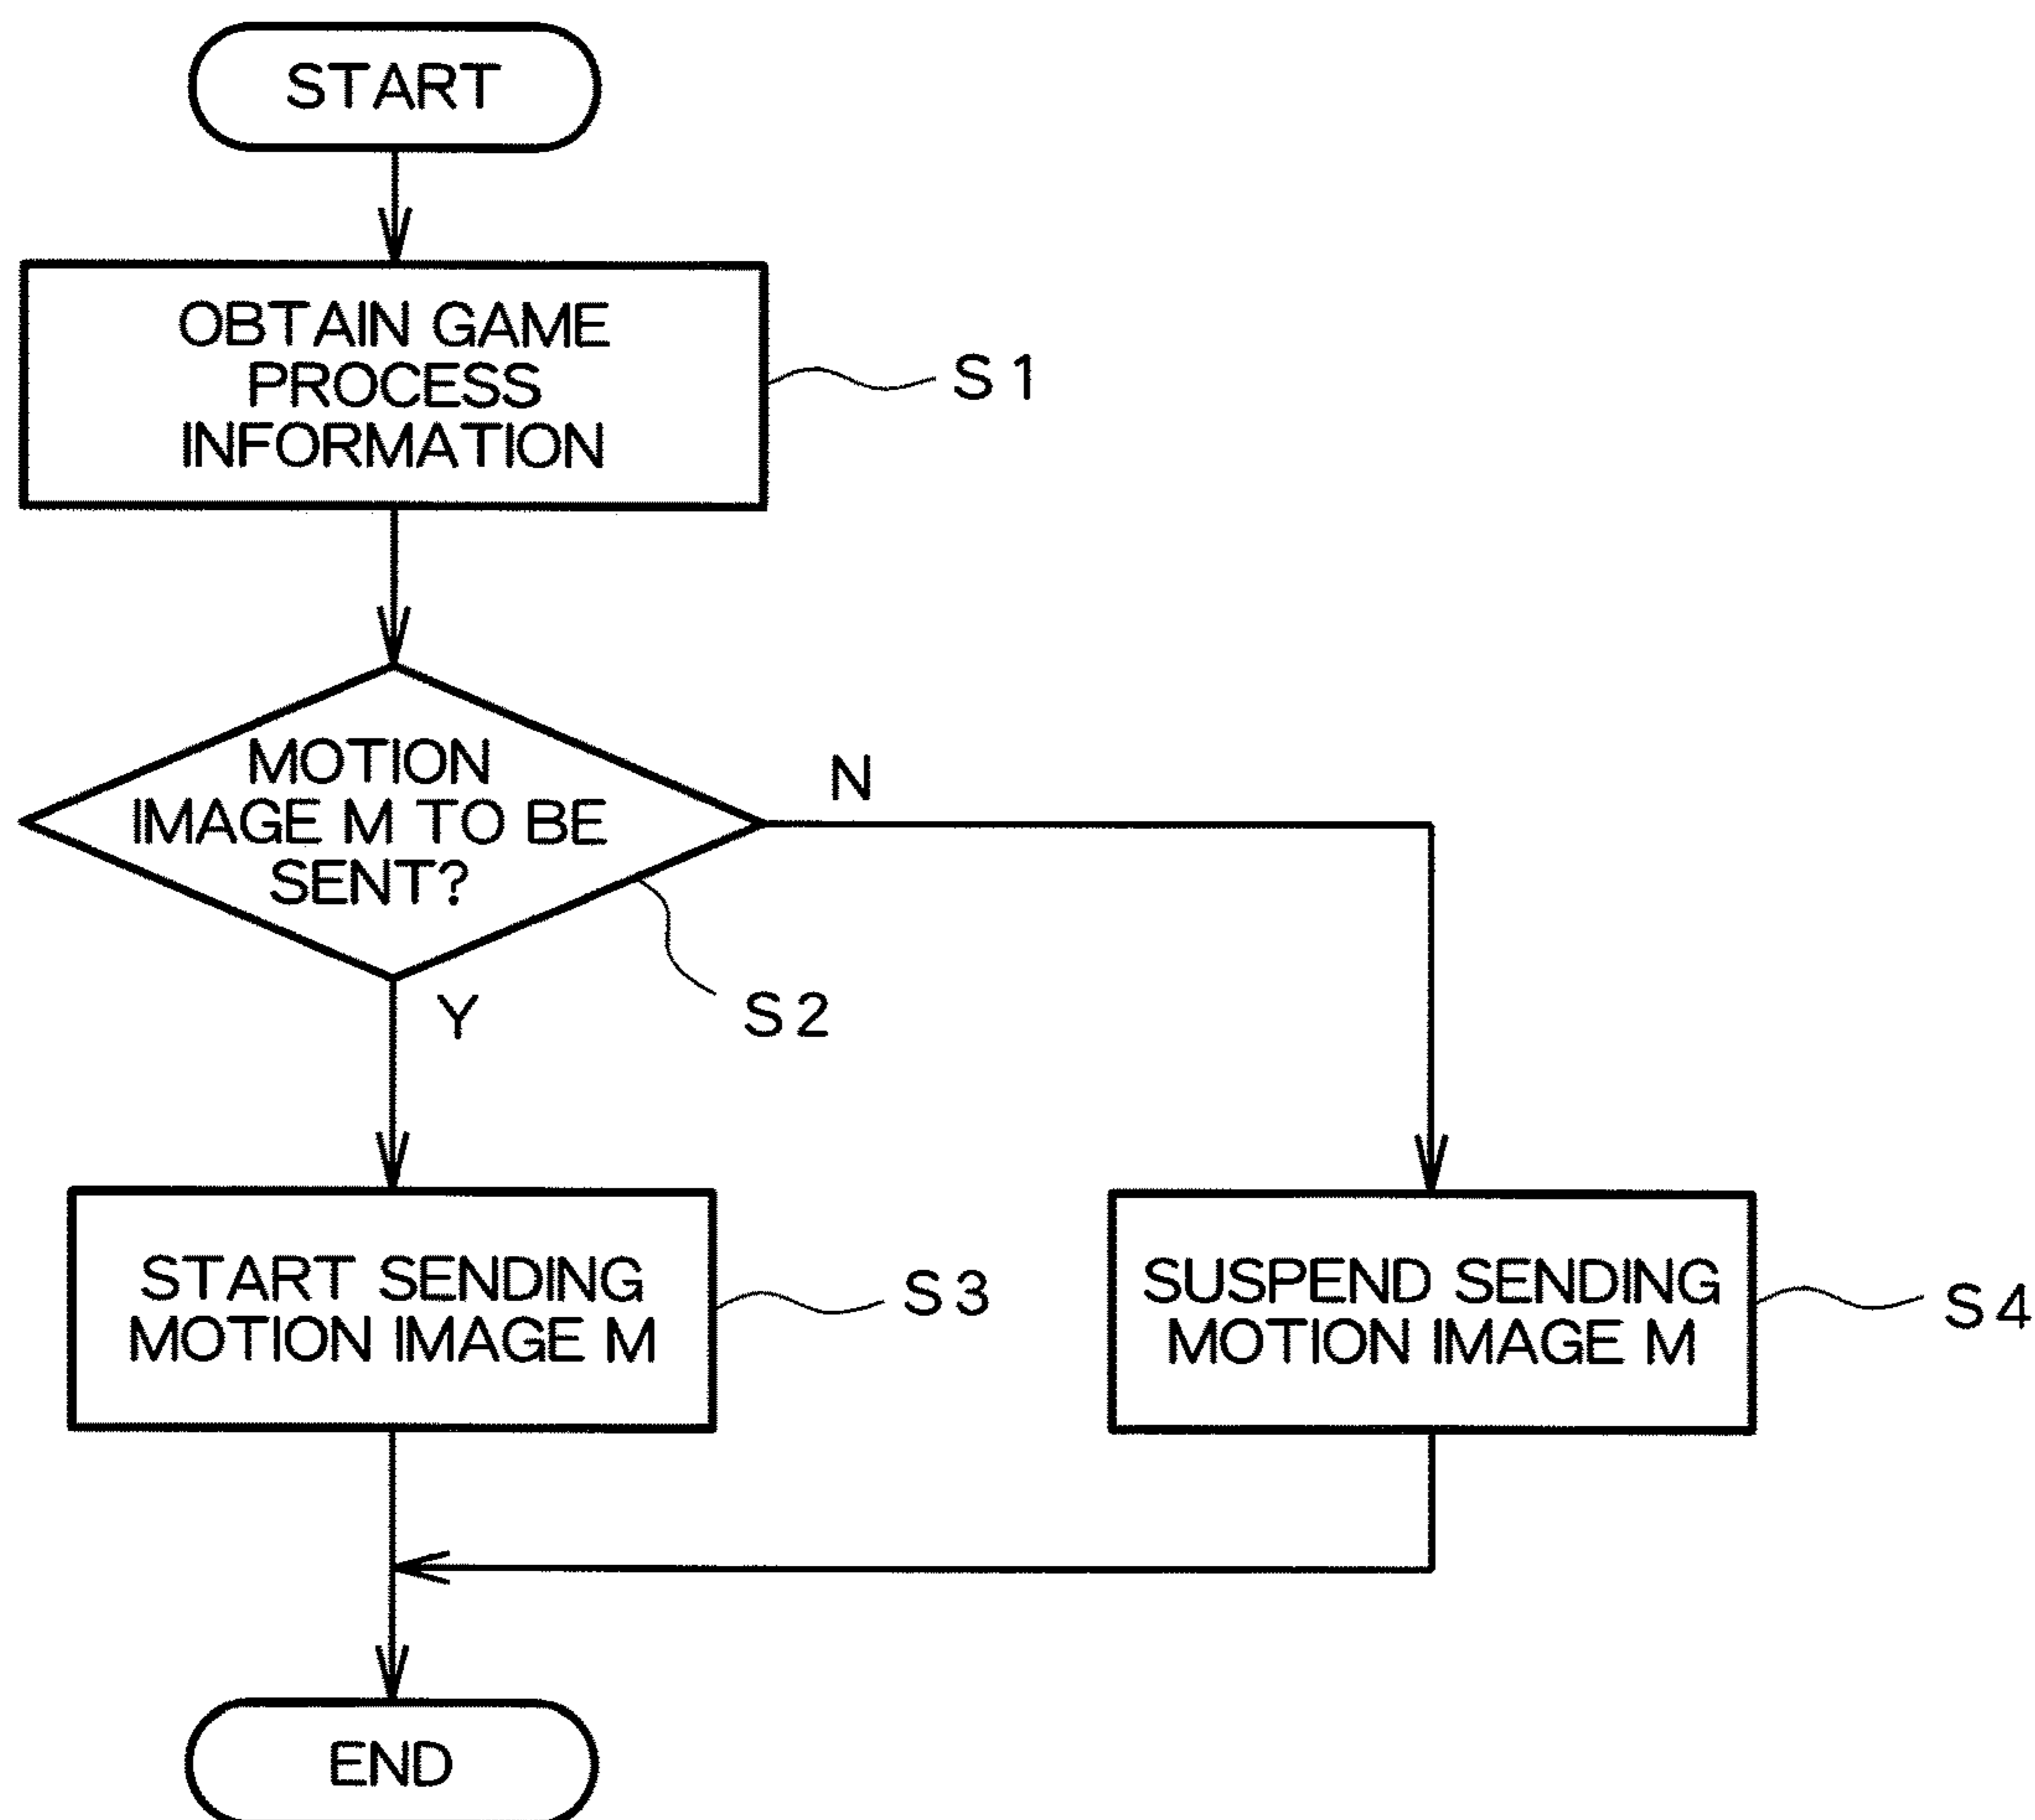 START
OBTAIN GAME
PROCESS
INFORMATION
S1
MOTION
IMAGE M TO BE
SENT?
N
S2
Y
START SENDING
MOTION IMAGE M
S3
SUSPEND SENDING
MOTION IMAGE M
S4
END